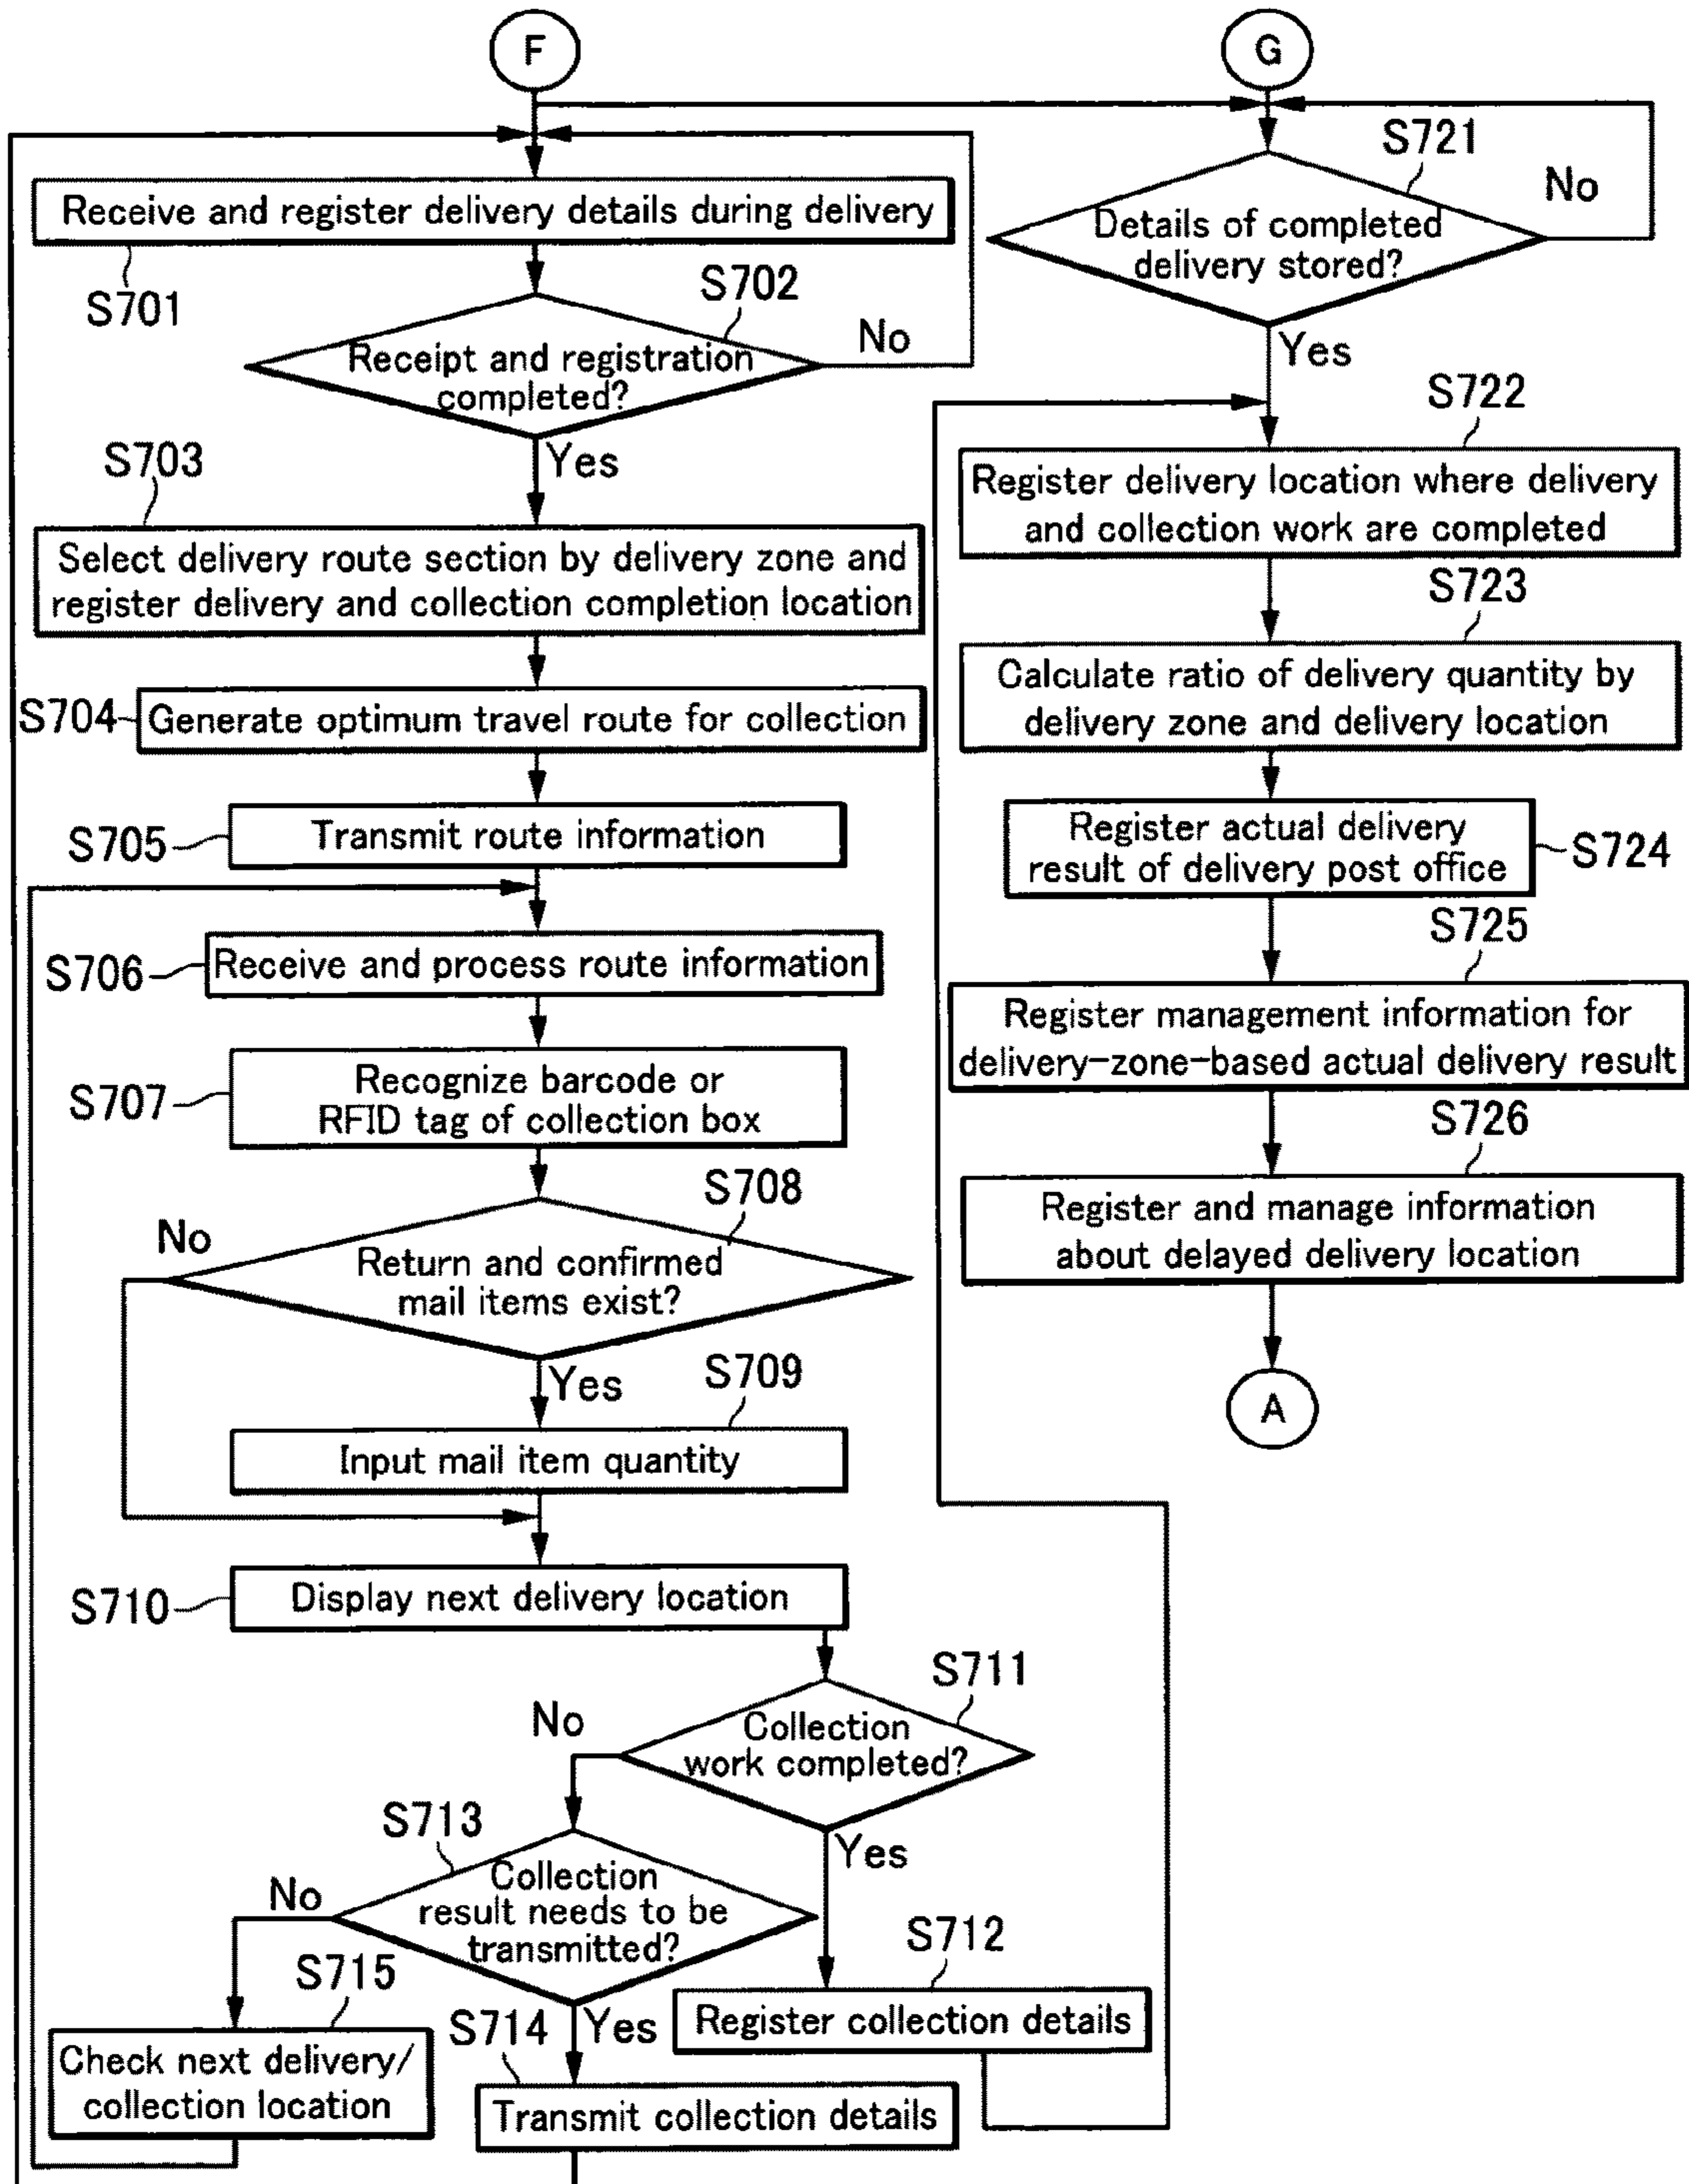 F
Receive and register delivery details during delivery
S701
S702
Receipt and registration
completed?
No
Yes
S703
Select delivery route section by delivery zone and
register delivery and collection completion location
S704
Generate optimum travel route for collection
S705
Transmit route information
S706
Receive and process route information
S707
Recognize barcode or
RFID tag of collection box
S708
No
Return and confirmed
mail items exist?
Yes
S709
Input mail item quantity
S710
Display next delivery location
S711
No
Collection
work completed?
Yes
S713
No
Collection
result needs to be
transmitted?
S712
Register collection details
S715
Check next delivery/
collection location
S714
Yes
Transmit collection details
G
S721
No
Details of completed
delivery stored?
Yes
S722
Register delivery location where delivery
and collection work are completed
S723
Calculate ratio of delivery quantity by
delivery zone and delivery location
Register actual delivery
result of delivery post office
S724
S725
Register management information for
delivery-zone-based actual delivery result
S726
Register and manage information
about delayed delivery location
A